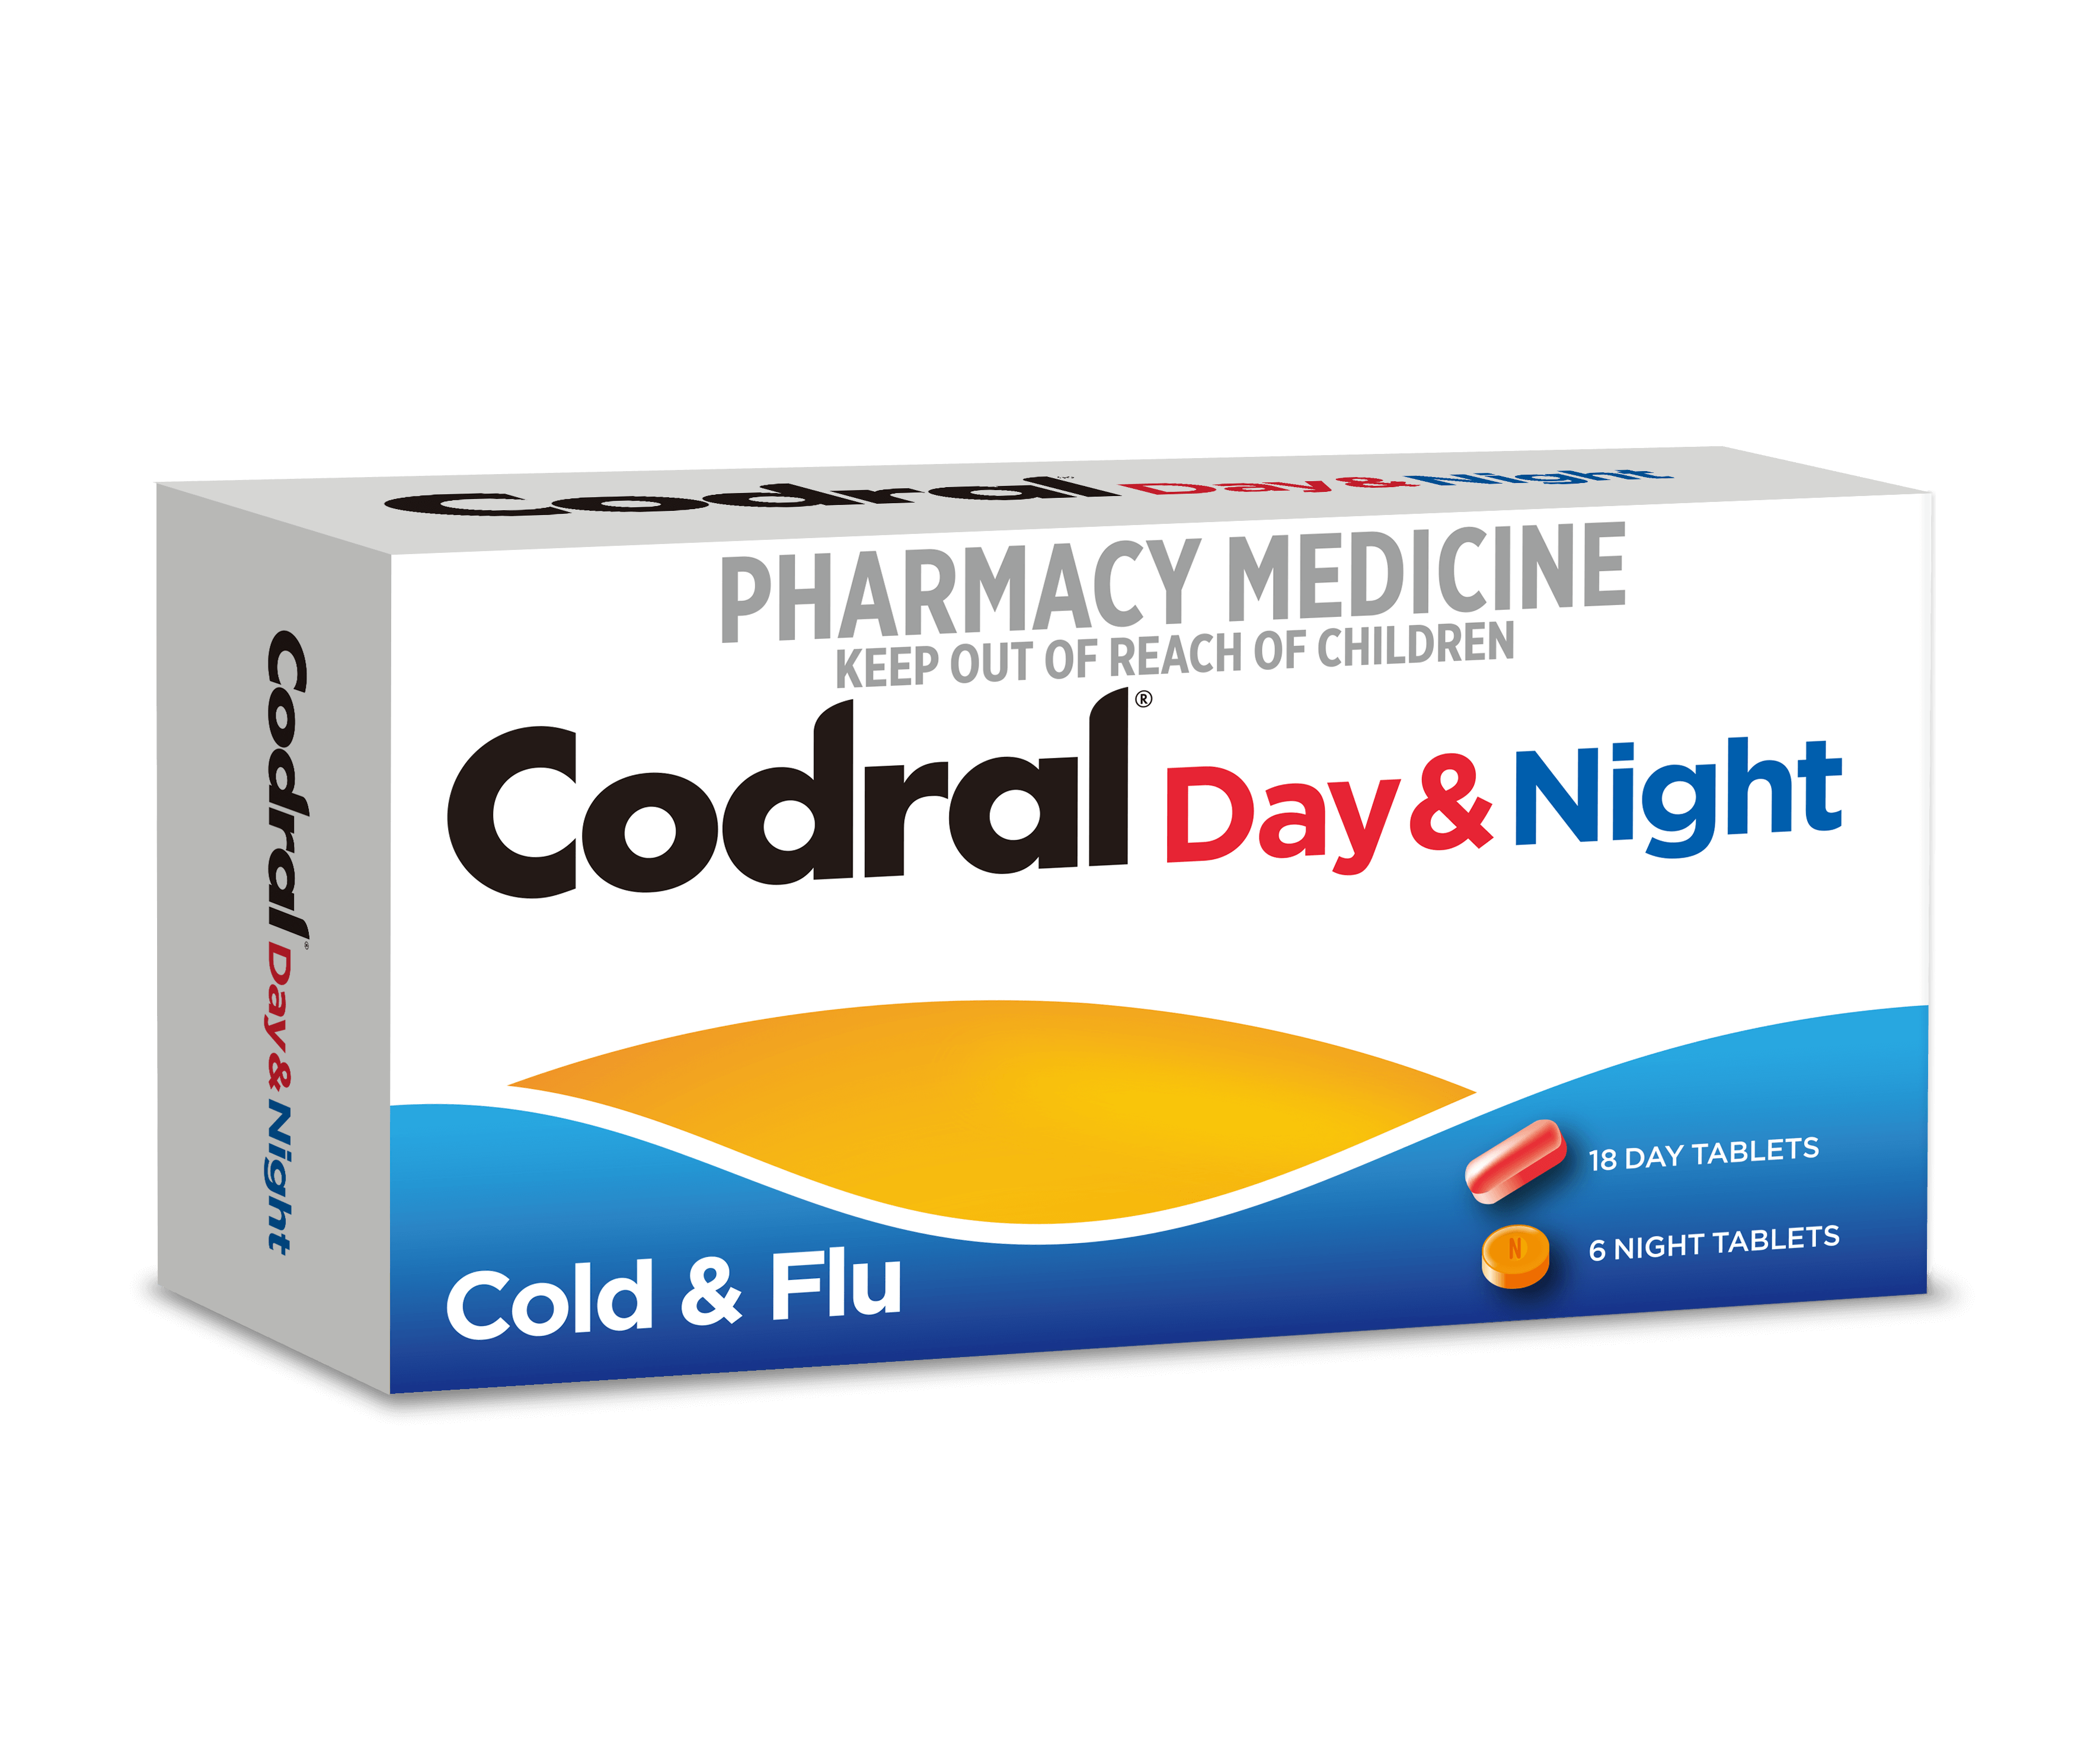 Codral Day & Night
PHARMACY MEDICINE
KEEP OUT OF REACH OF CHILDREN
Codral® Day & Night
Cold & Flu
18 DAY TABLETS
N
6 NIGHT TABLETS
Codral® Day & Night